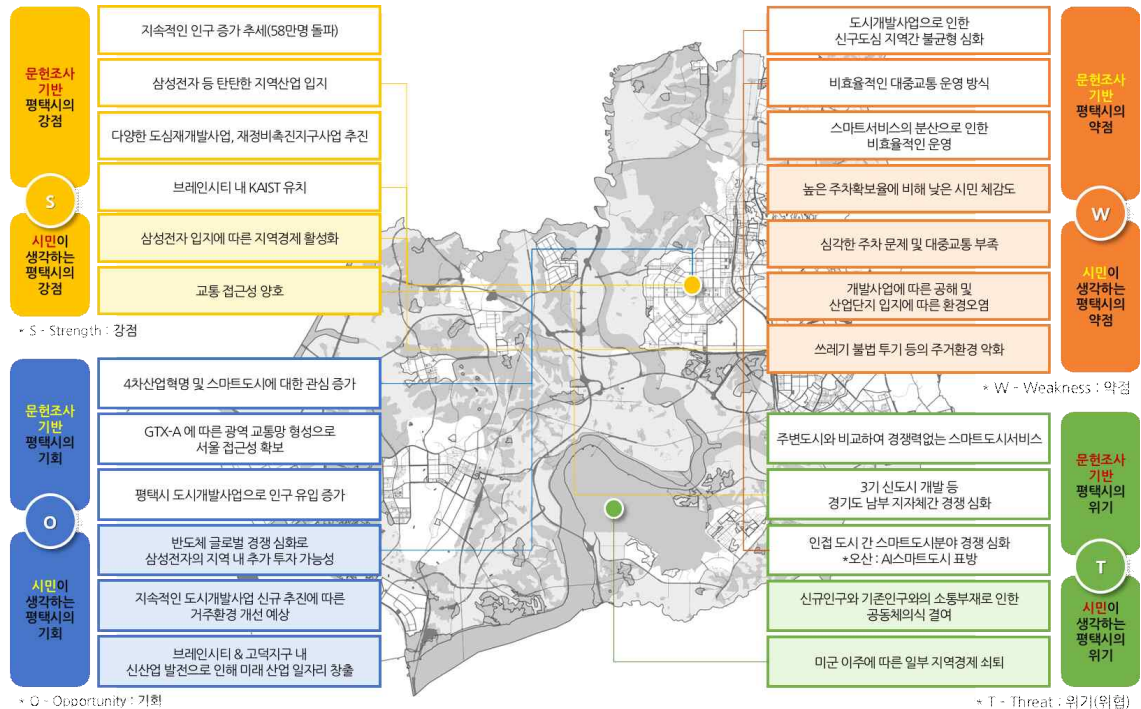 문헌조사
기반
평택시의
강점
S
시민이
생각하는
평택시의
강점
지속적인 인구 증가 추세(58만명 돌파)
삼성전자 등 탄탄한 지역산업 입지
다양한 도심재개발사업, 재정비촉진지구사업 추진
브레인시티 내 KAIST 유치
삼성전자 입지에 따른 지역경제 활성화
교통 접근성 양호
* S - Strength : 강점
도시개발사업으로 인한
신구도심 지역간 불균형 심화
비효율적인 대중교통 운영 방식
스마트서비스의 분산으로 인한
비효율적인 운영
높은 주차확보율에 비해 낮은 시민 체감도
심각한 주차 문제 및 대중교통 부족
개발사업에 따른 공해 및
산업단지 입지에 따른 환경오염
쓰레기 불법 투기 등의 주거환경 악화
문헌조사
기반
평택시의
약점
W
시민이
생각하는
평택시의
약점
* W - Weakness : 약점
문헌조사
기반
평택시의
기회
O
시민이
생각하는
평택시의
기회
4차산업혁명 및 스마트도시에 대한 관심 증가
GTX-A 에 따른 광역 교통망 형성으로
서울 접근성 확보
평택시 도시개발사업으로 인구 유입 증가
반도체 글로벌 경쟁 심화로
삼성전자의 지역 내 추가 투자 가능성
지속적인 도시개발사업 신규 추진에 따른
거주환경 개선 예상
브레인시티 & 고덕지구 내
신산업 발전으로 인해 미래 산업 일자리 창출
* O - Opportunity : 기회
주변도시와 비교하여 경쟁력없는 스마트도시서비스
3기 신도시 개발 등
경기도 남부 지자체간 경쟁 심화
인접 도시 간 스마트도시분야 경쟁 심화
*오산 : AI스마트도시 표방
신규인구와 기존인구와의 소통부재로 인한
공동체의식 결여
미군 이주에 따른 일부 지역경제 쇠퇴
문헌조사
기반
평택시의
위기
T
시민이
생각하는
평택시의
위기
* T - Threat : 위기(위협)